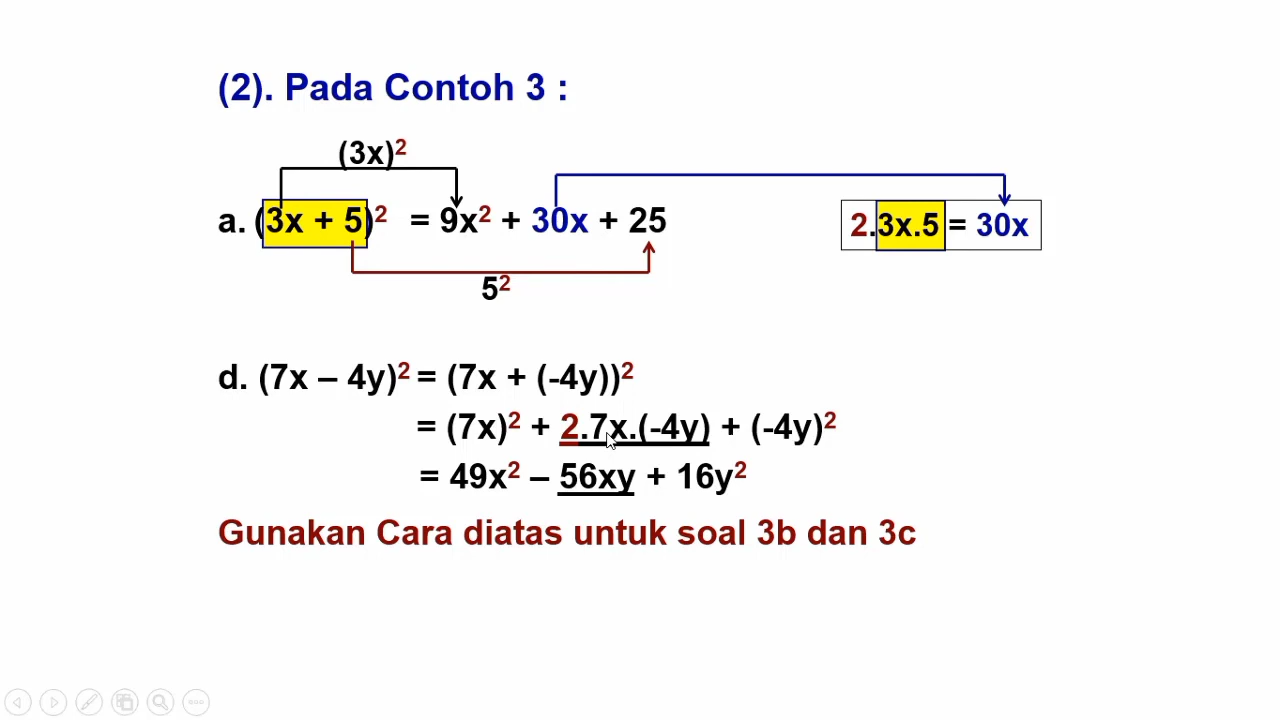 (2). Pada Contoh 3 :
(3x)²
a. (3x + 5)² = 9x² + 30x + 25
2.3x.5 = 30x
5²
d. (7x – 4y)² = (7x + (-4y))²
= (7x)² + 2.7x.(-4y) + (-4y)²
= 49x² – 56xy + 16y²
Gunakan Cara diatas untuk soal 3b dan 3c